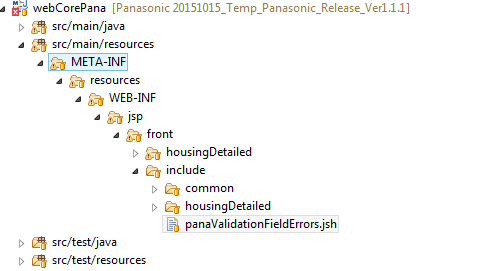 webCorePana [Panasonic 20151015_Temp_Panasonic_Release_Ver1.1.1]
src/main/java
src/main/resources
META-INF
resources
WEB-INF
jsp
front
housingDetailed
include
common
housingDetailed
panaValidationFieldErrors.jsh
src/test/java
src/test/resources